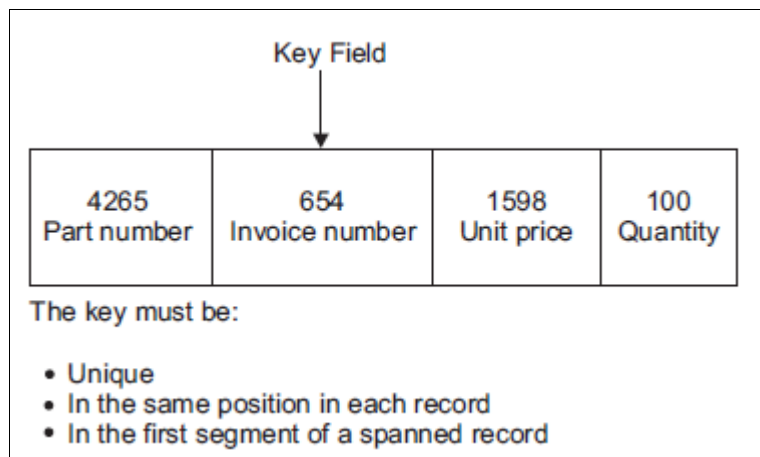 Key Field
4265 654 1598 100
Part number Invoice number Unit price Quantity
The key must be:
• Unique
• In the same position in each record
• In the first segment of a spanned record